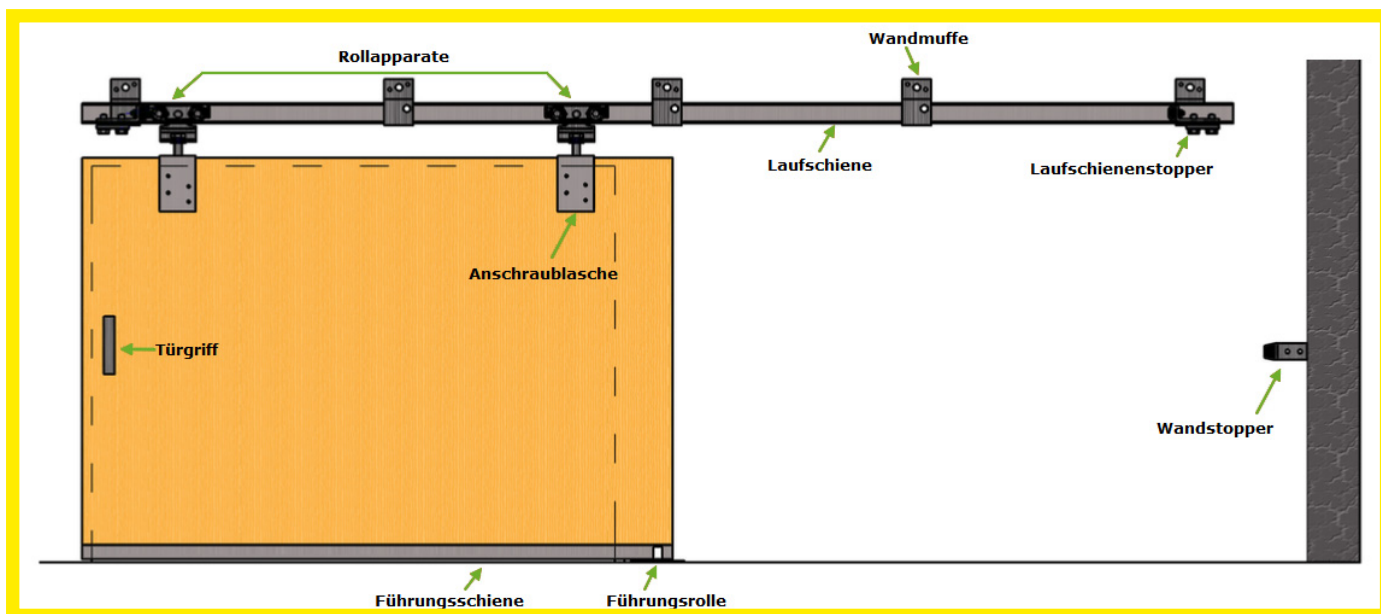 Wandmuffe
Rollapparate
Laufschiene
Laufschienenstopper
Anschraublasche
Türgriff
Wandstopper
Führungsschiene
Führungsrolle